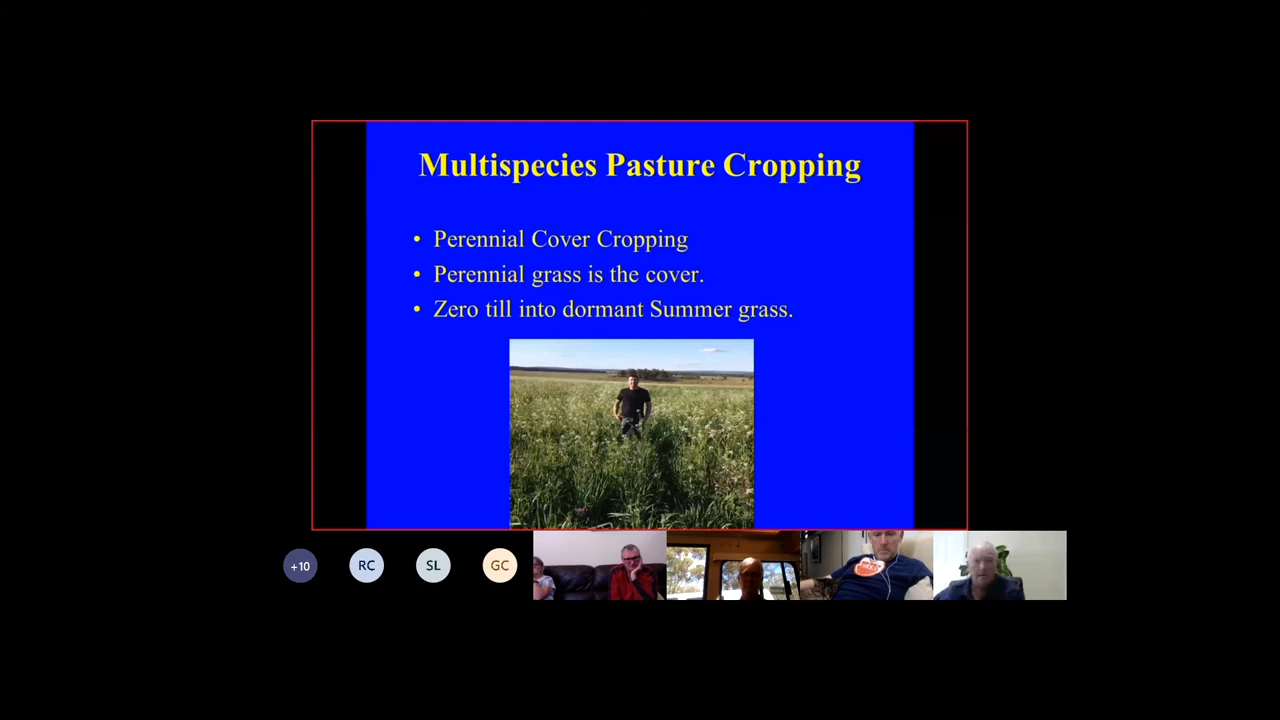 Multispecies Pasture Cropping
• Perennial Cover Cropping
• Perennial grass is the cover.
• Zero till into dormant Summer grass.
+10
RC
SL
GC